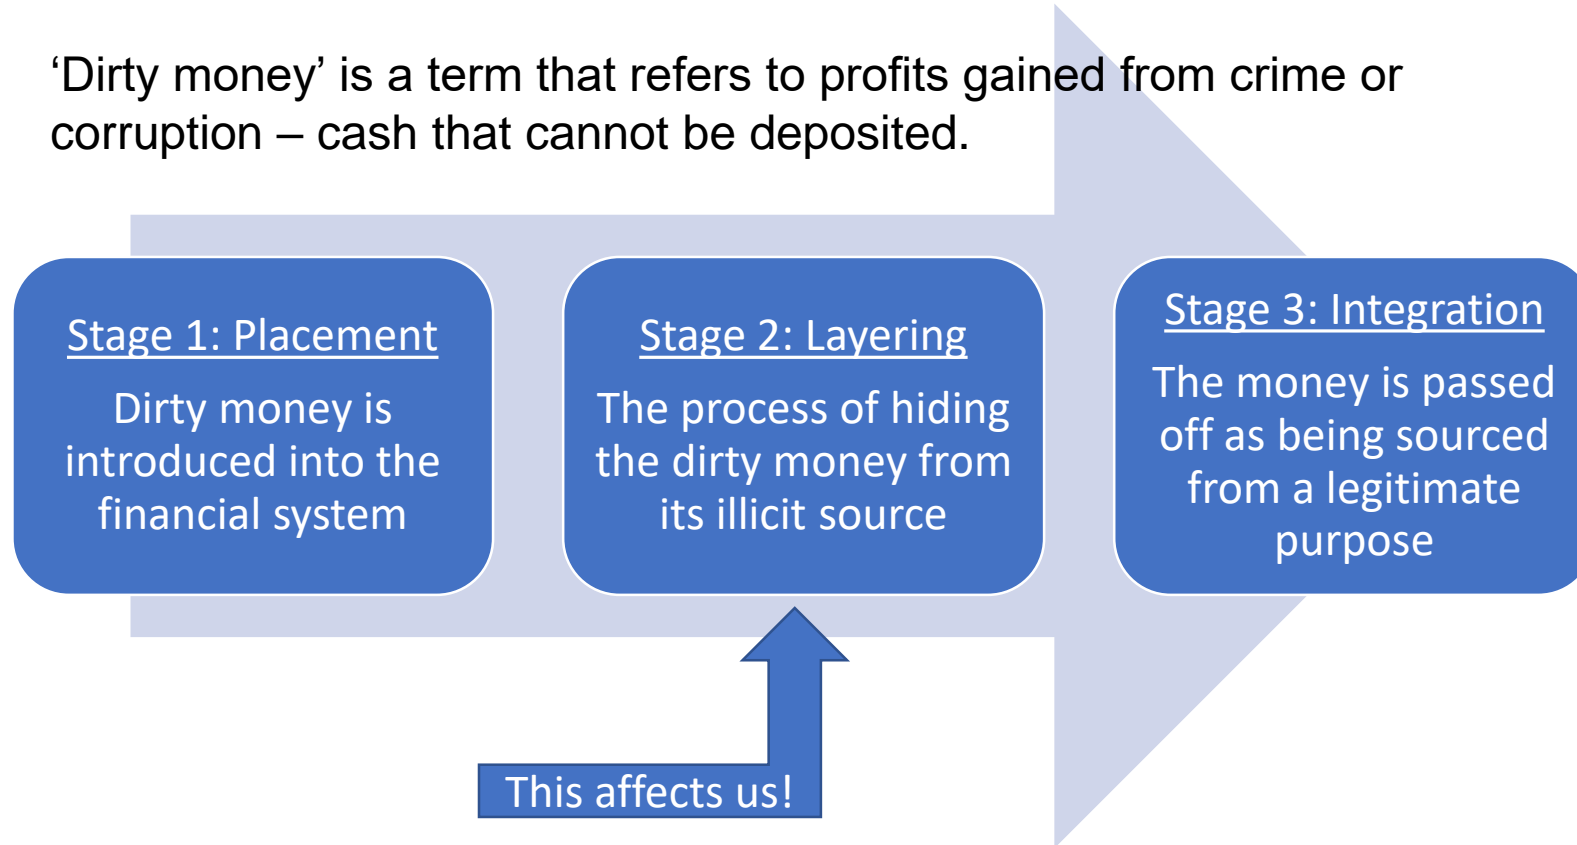 ‘Dirty money’ is a term that refers to profits gained from crime or
corruption – cash that cannot be deposited.
Stage 1: Placement
Dirty money is
introduced into the
financial system
Stage 2: Layering
The process of hiding
the dirty money from
its illicit source
Stage 3: Integration
The money is passed
off as being sourced
from a legitimate
purpose
This affects us!